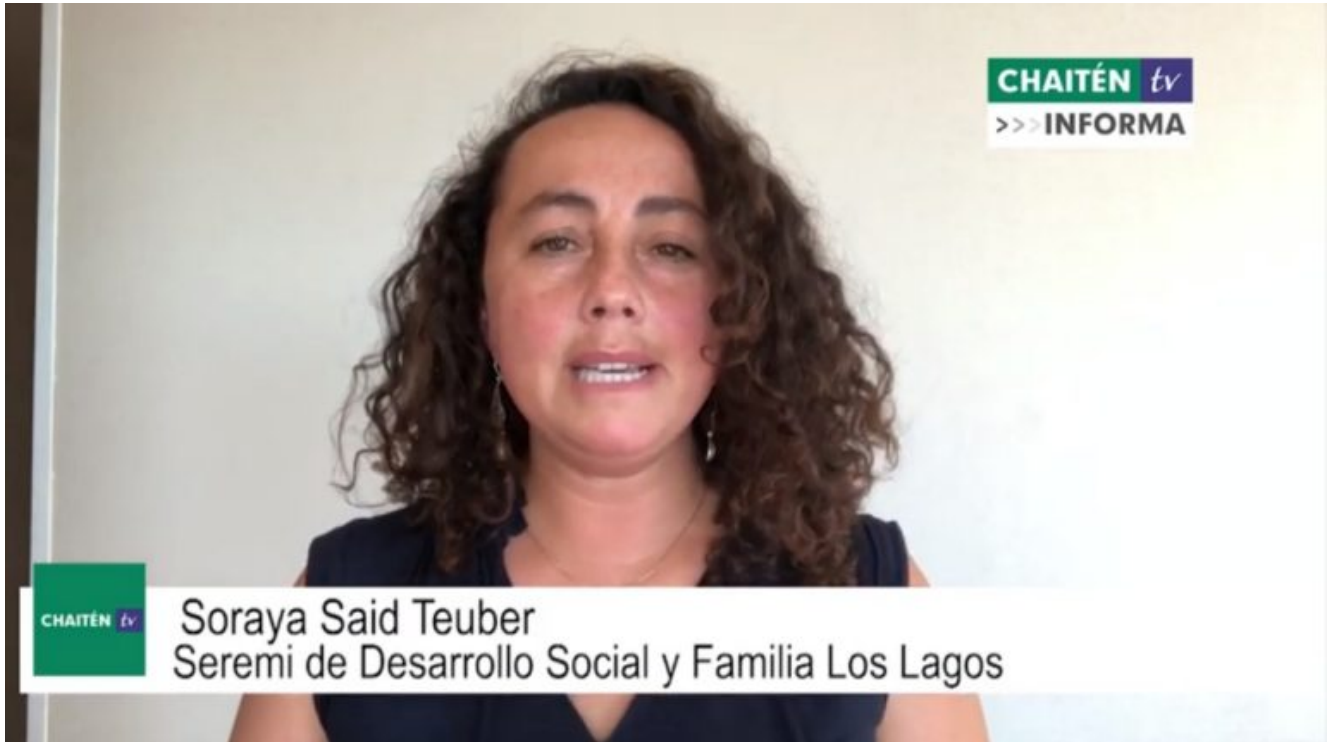 CHAITÉN tv
>>>INFORMA
CHAITÉN tv
Soraya Said Teuber
Seremi de Desarrollo Social y Familia Los Lagos